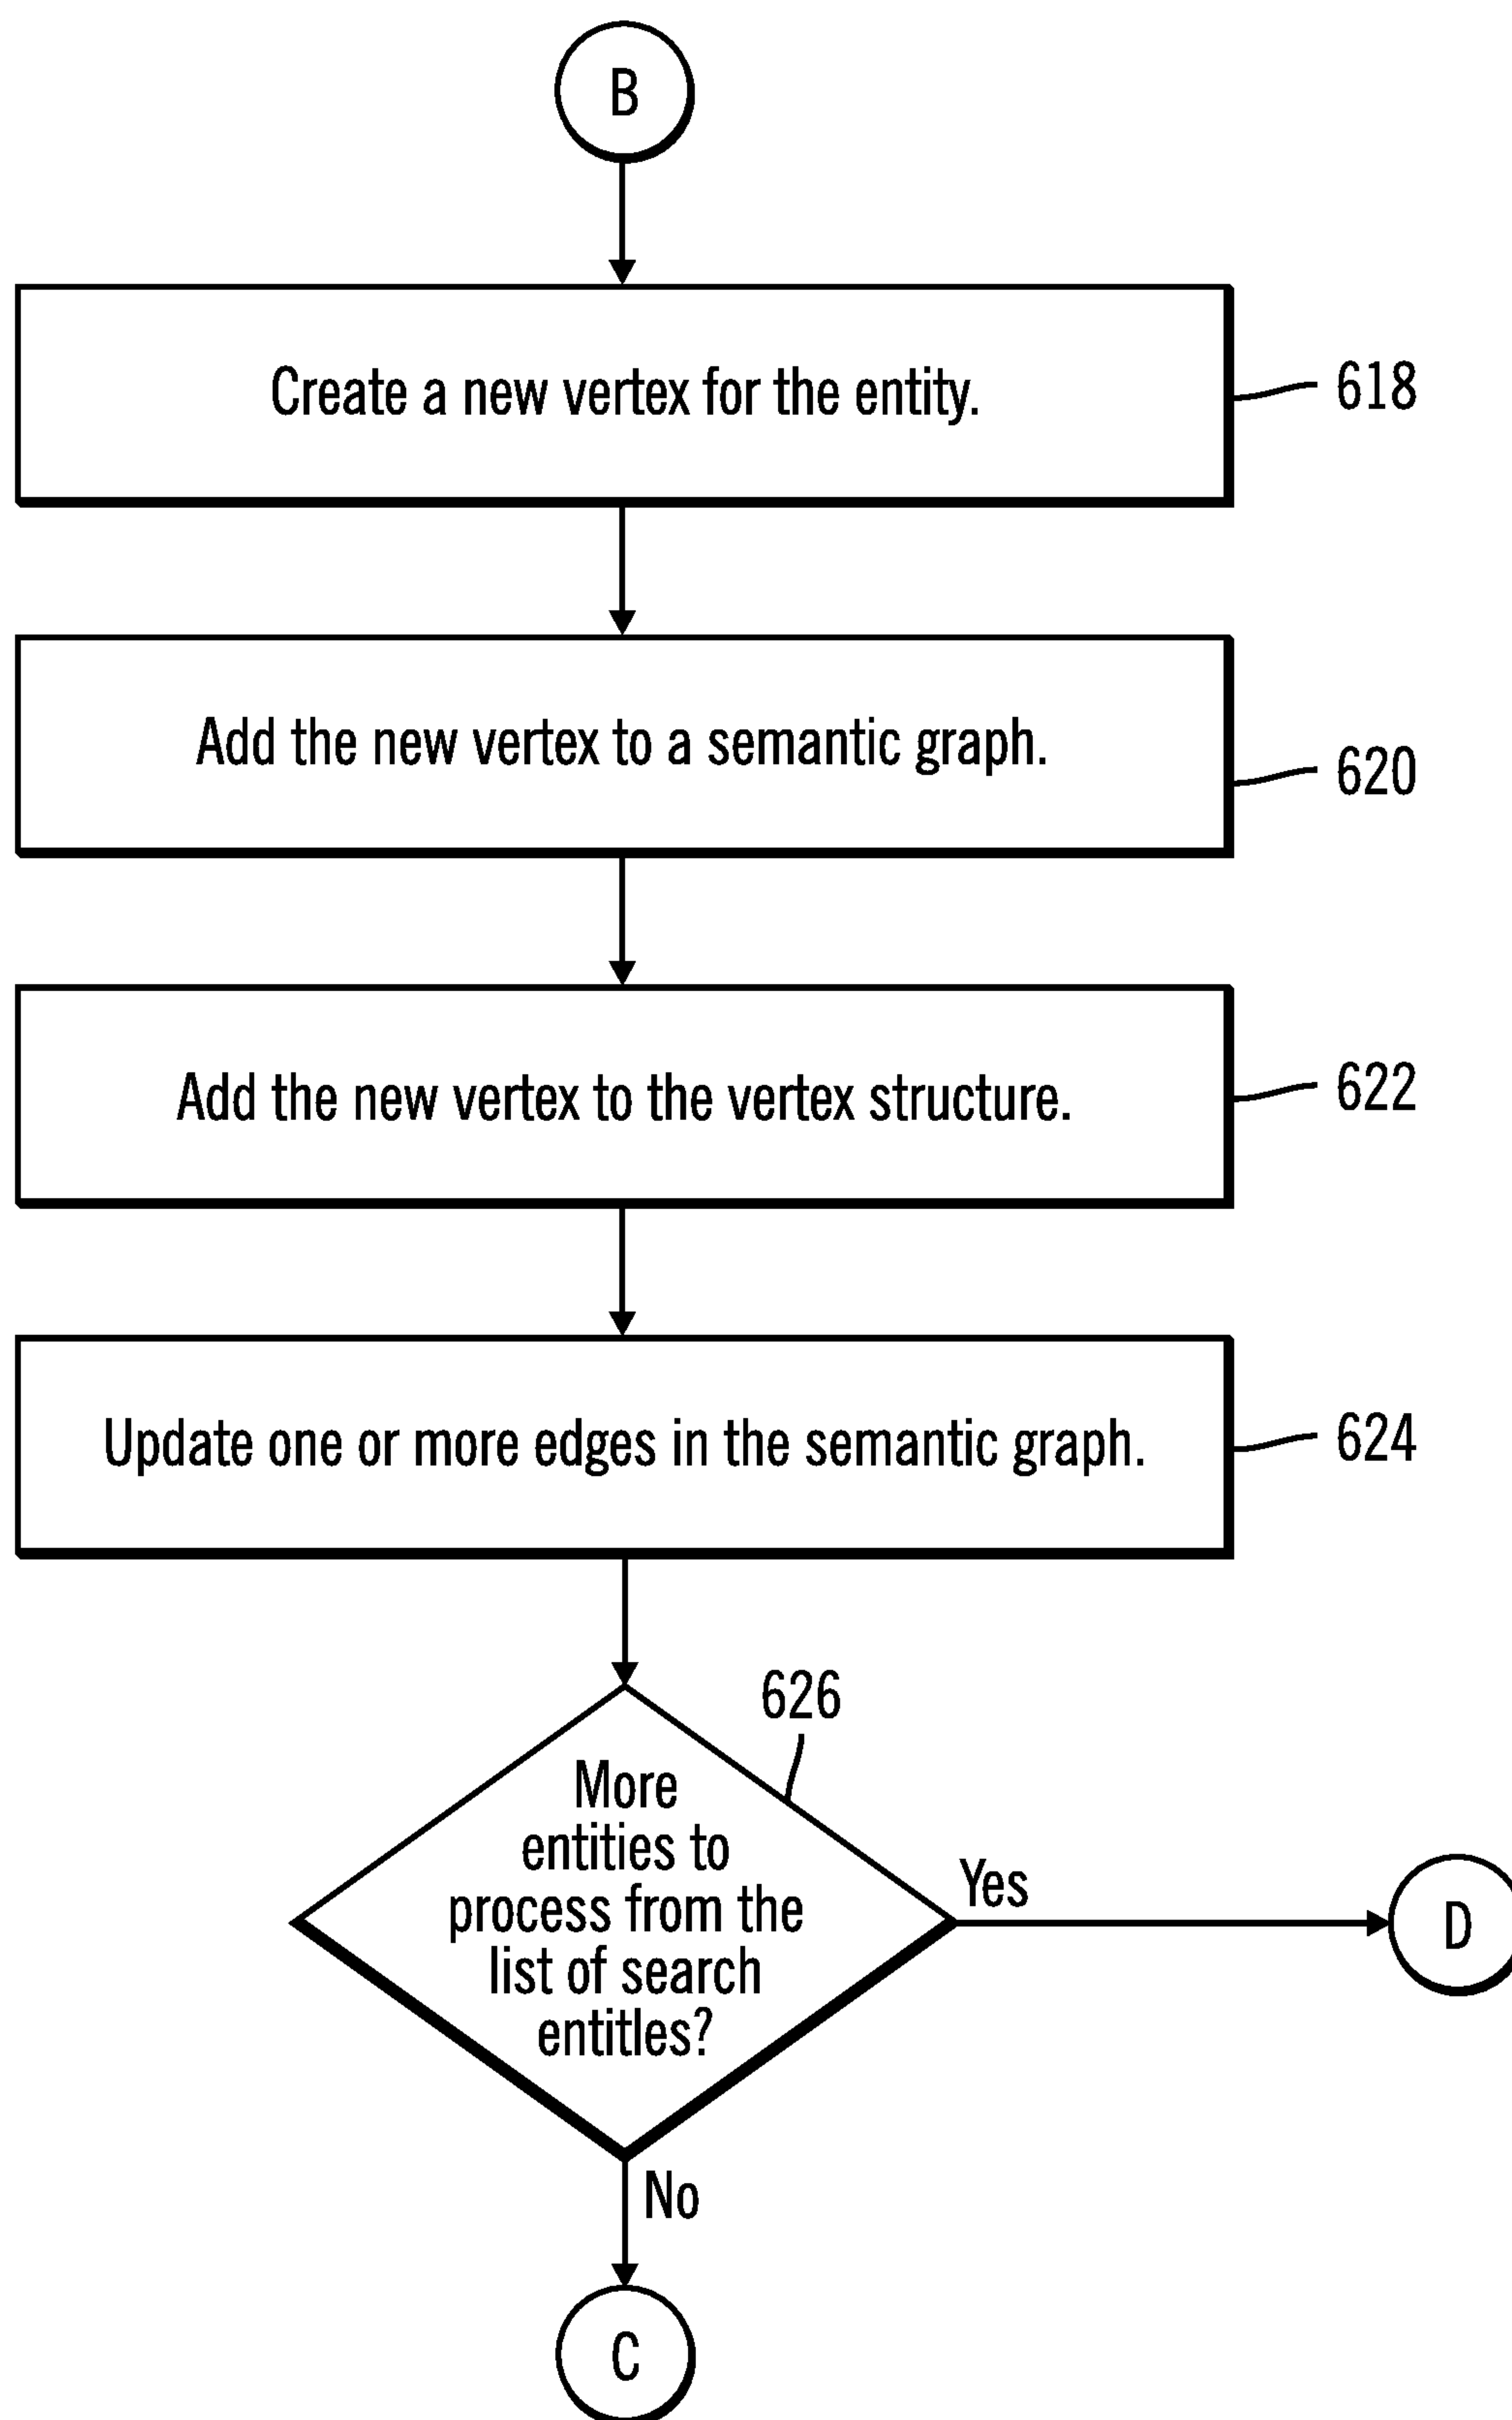 B
Create a new vertex for the entity.
618
Add the new vertex to a semantic graph.
620
Add the new vertex to the vertex structure.
622
Update one or more edges in the semantic graph.
624
626
More
entities to
process from the
list of search
entitles?
Yes
D
No
C